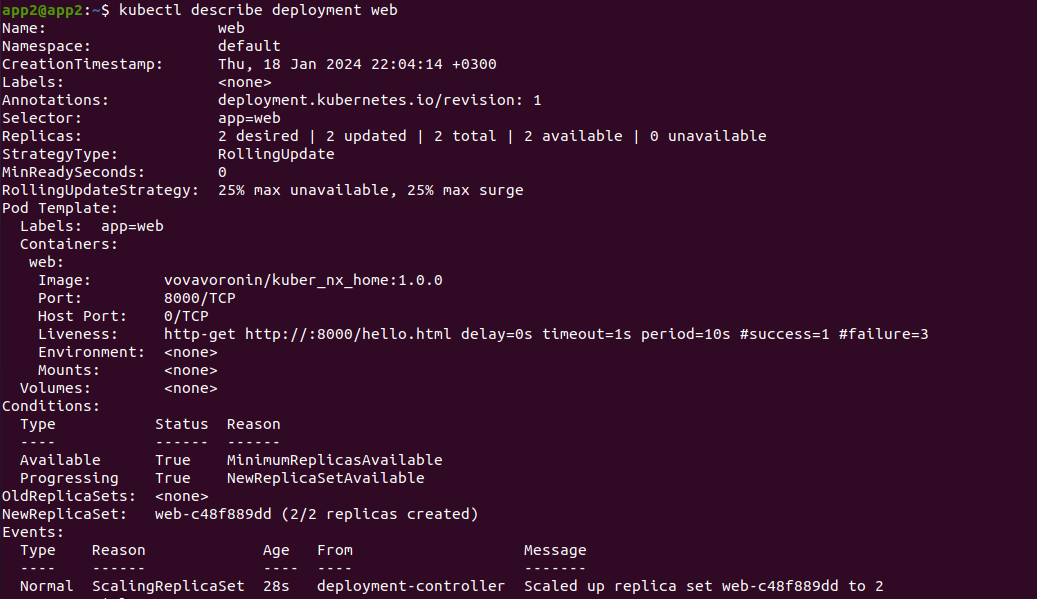 app2@app2:~$ kubectl describe deployment web
Name:                   web
Namespace:              default
CreationTimestamp:      Thu, 18 Jan 2024 22:04:14 +0300
Labels:                 <none>
Annotations:            deployment.kubernetes.io/revision: 1
Selector:               app=web
Replicas:               2 desired | 2 updated | 2 total | 2 available | 0 unavailable
StrategyType:           RollingUpdate
MinReadySeconds:        0
RollingUpdateStrategy:  25% max unavailable, 25% max surge
Pod Template:
  Labels:  app=web
  Containers:
   web:
    Image:        vovavoronin/kuber_nx_home:1.0.0
    Port:         8000/TCP
    Host Port:    0/TCP
    Liveness:     http-get http://:8000/hello.html delay=0s timeout=1s period=10s #success=1 #failure=3
    Environment:  <none>
    Mounts:       <none>
  Volumes:        <none>
Conditions:
  Type           Status  Reason
  ----           ------  ------
  Available      True    MinimumReplicasAvailable
  Progressing    True    NewReplicaSetAvailable
OldReplicaSets:  <none>
NewReplicaSet:   web-c48f889dd (2/2 replicas created)
Events:
  Type    Reason             Age   From                   Message
  ----    ------             ----  ----                   -------
  Normal  ScalingReplicaSet  28s   deployment-controller  Scaled up replica set web-c48f889dd to 2